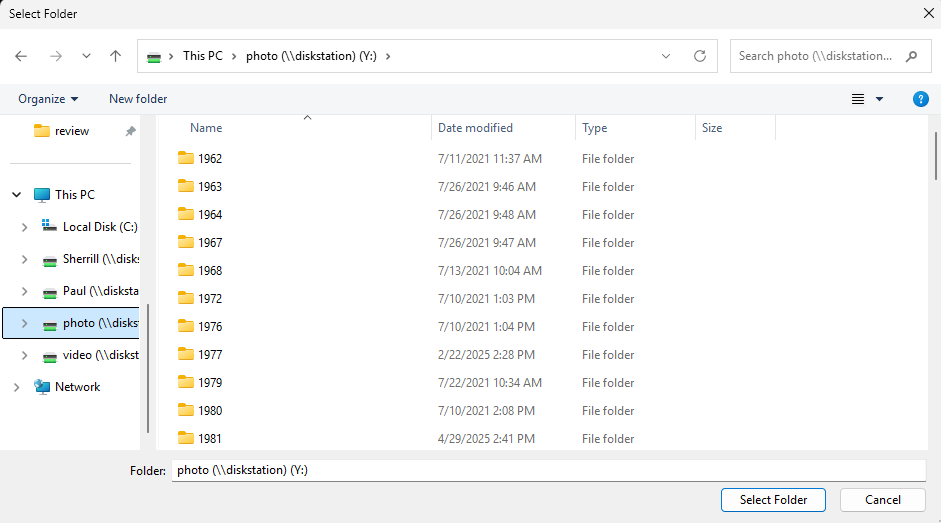 Select Folder
This PC photo (\\diskstation) (Y:)
Search photo (\\diskstation...
Organize New folder
?
review
This PC
Local Disk (C:)
Sherrill (\\disks
Paul (\\disksta
photo (\\diskst
video (\\diskst
Network
Name Date modified Type Size
1962 7/11/2021 11:37 AM File folder
1963 7/26/2021 9:46 AM File folder
1964 7/26/2021 9:48 AM File folder
1967 7/26/2021 9:47 AM File folder
1968 7/13/2021 10:04 AM File folder
1972 7/10/2021 1:03 PM File folder
1976 7/10/2021 1:04 PM File folder
1977 2/22/2025 2:28 PM File folder
1979 7/22/2021 10:34 AM File folder
1980 7/10/2021 2:08 PM File folder
1981 4/29/2025 2:41 PM File folder
Folder: photo (\\diskstation) (Y:)
Select Folder Cancel